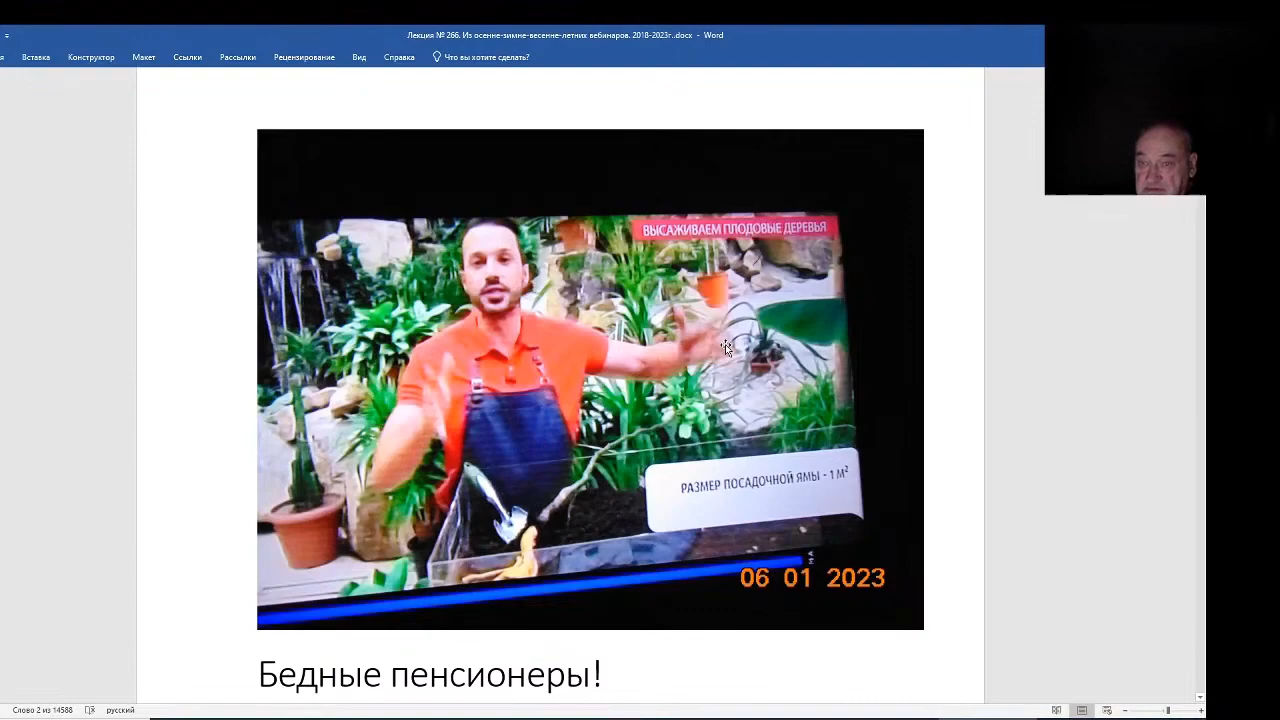 Лекция № 266. Из осенне-зимне-весенне-летних вебинаров. 2018-2023г..docx - Word
Вставка Конструктор Макет Ссылки Рассылки Рецензирование Вид Справка Что вы хотите сделать?
ВЫСАЖИВАЕМ ПЛОДОВЫЕ ДЕРЕВЬЯ
РАЗМЕР ПОСАДОЧНОЙ ЯМЫ - 1 М²
06 01 2023
Бедные пенсионеры!
Слово 2 из 14588 русский